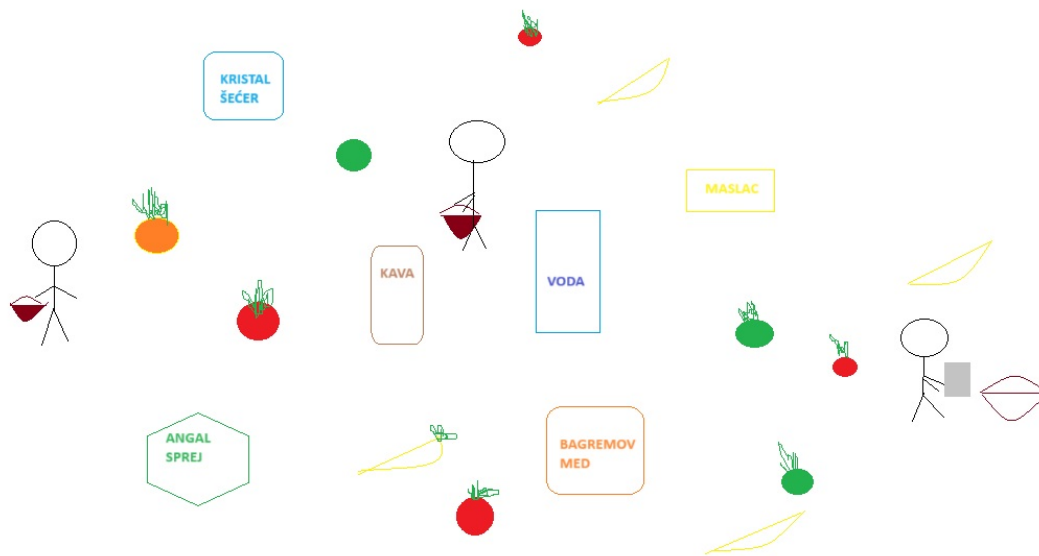 KRISTAL
ŠEĆER
MASLAC
KAVA
VODA
ANGAL
SPREJ
BAGREMOV
MED